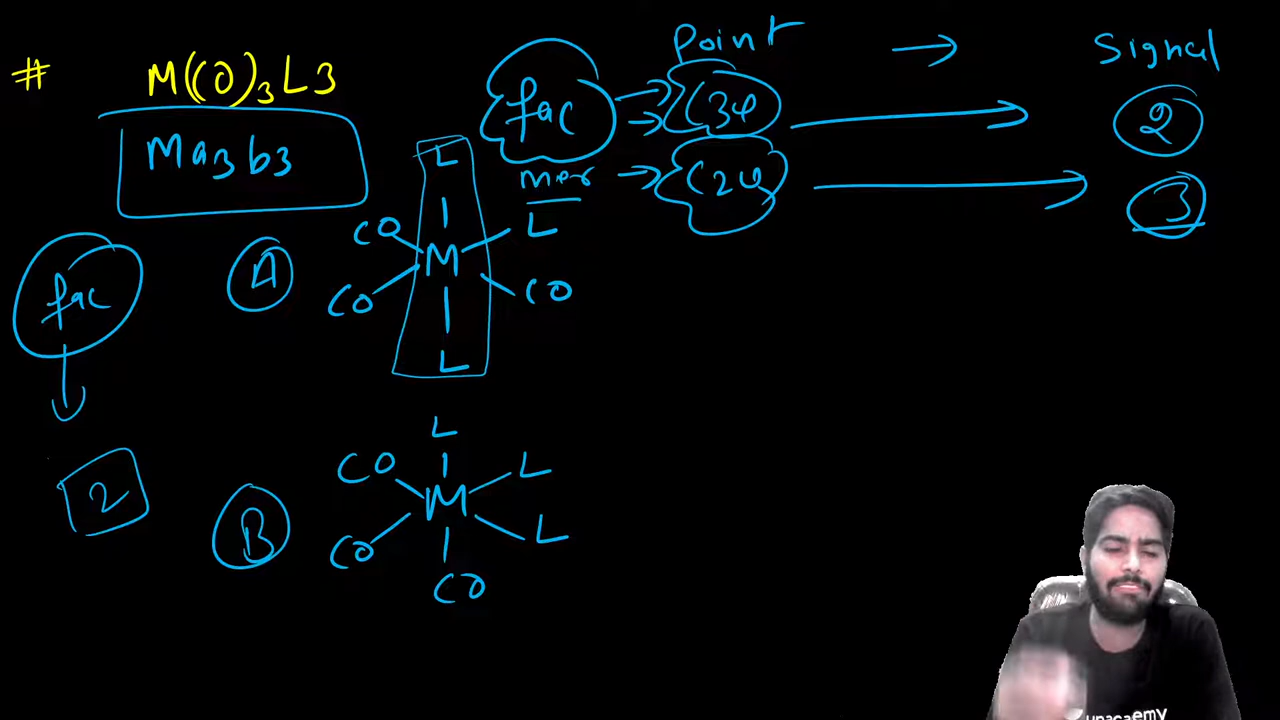 # M(CO)3L3
Ma3b3
fac
2
Point → Signal
fac → C3v → 2
mer → C2v → 3
A
L
CO L
M
CO CO
L
B
L
CO L
M
CO L
CO
unacademy